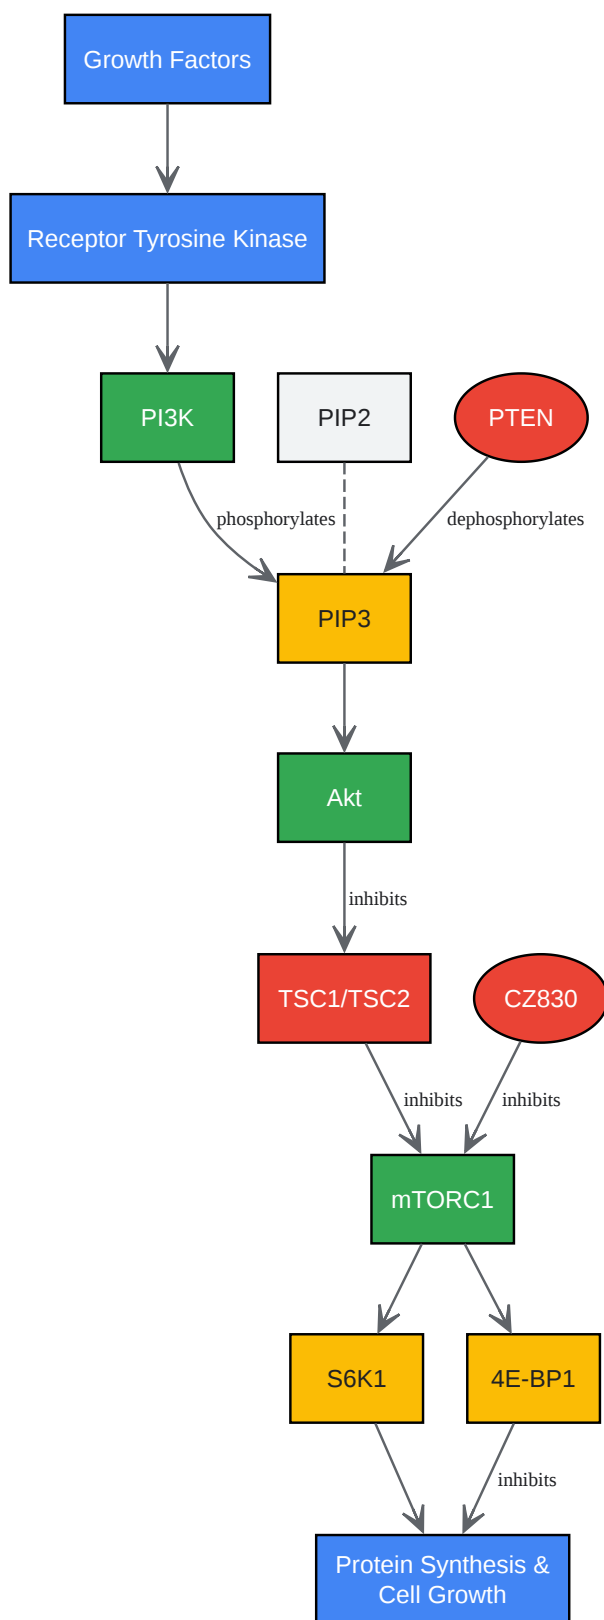 Growth Factors
Receptor Tyrosine Kinase
PI3K
PIP2
PTEN
phosphorylates
dephosphorylates
PIP3
Akt
inhibits
TSC1/TSC2
CZ830
inhibits
inhibits
mTORC1
S6K1
4E-BP1
inhibits
Protein Synthesis &
Cell Growth